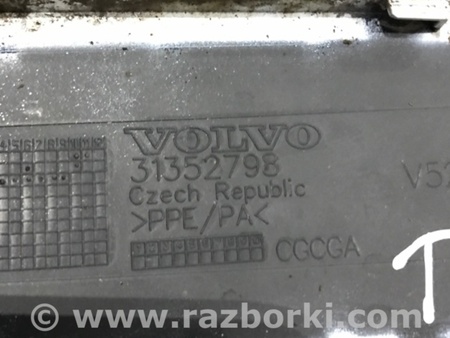 VOLVO
31352798
Czech Republic
>PPE/PA<
CGCGA
V52
T
www.razborki.com